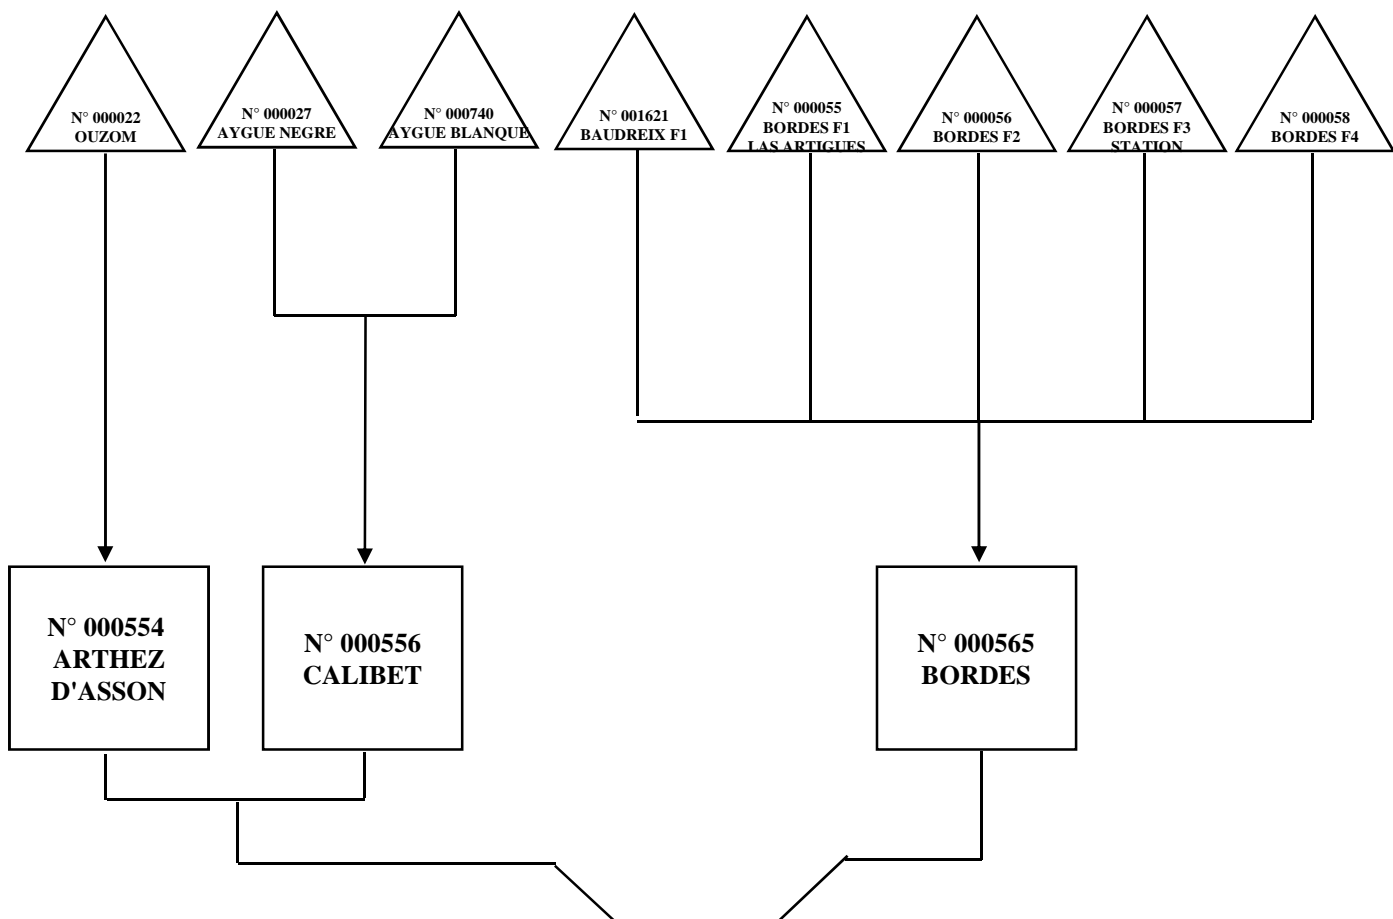 N° 000022
OUZOM
N° 000027
AYGUE NEGRE
N° 000740
AYGUE BLANQUE
N° 001621
BAUDREIX F1
N° 000055
BORDES F1
LAS ARTIGUES
N° 000056
BORDES F2
N° 000057
BORDES F3
STATION
N° 000058
BORDES F4
N° 000554
ARTHEZ
D'ASSON
N° 000556
CALIBET
N° 000565
BORDES